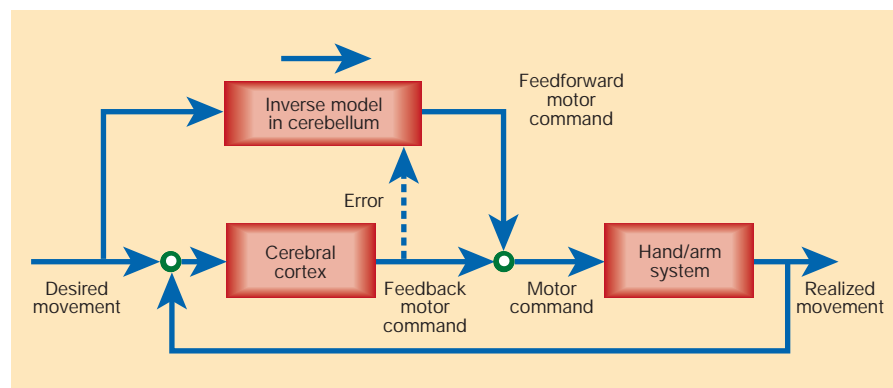 Inverse model
in cerebellum
Feedforward
motor
command
Error
Cerebral
cortex
Hand/arm
system
Desired
movement
Feedback
motor
command
Motor
command
Realized
movement